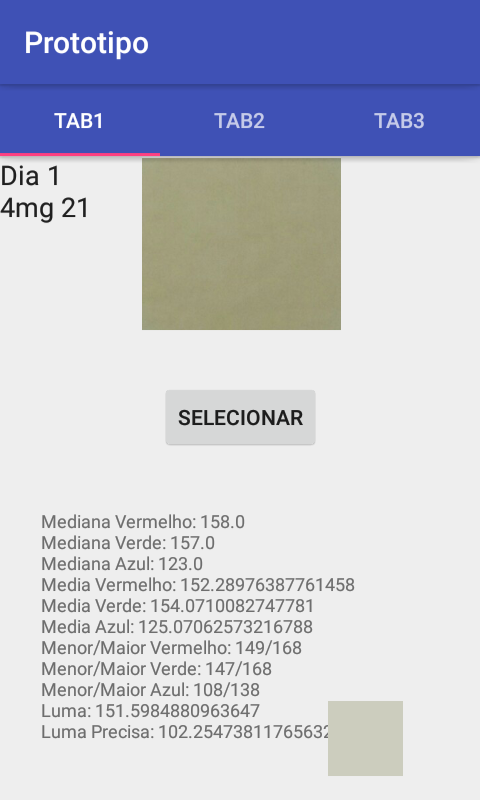 Prototipo
TAB1 TAB2 TAB3
Dia 1
4mg 21
SELECIONAR
Mediana Vermelho: 158.0
Mediana Verde: 157.0
Mediana Azul: 123.0
Media Vermelho: 152.28976387761458
Media Verde: 154.0710082747781
Media Azul: 125.07062573216788
Menor/Maior Vermelho: 149/168
Menor/Maior Verde: 147/168
Menor/Maior Azul: 108/138
Luma: 151.5984880963647
Luma Precisa: 102.25473811765632